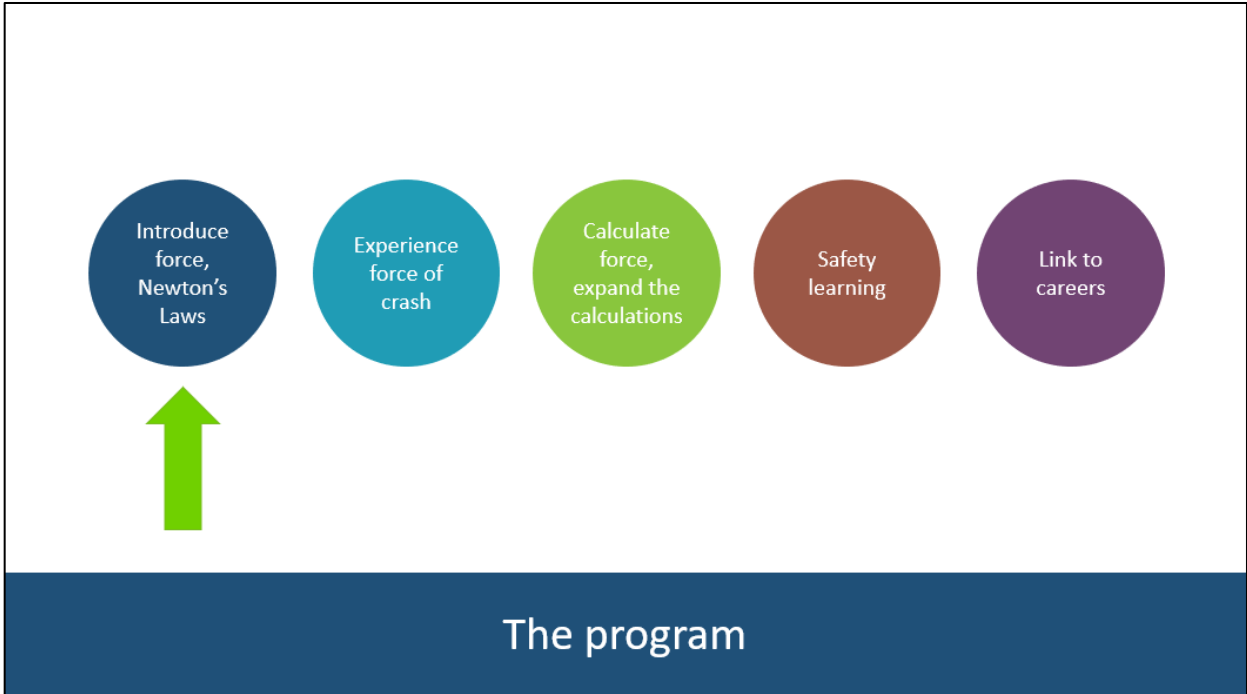 Introduce
force,
Newton’s
Laws
Experience
force of
crash
Calculate
force,
expand the
calculations
Safety
learning
Link to
careers
The program